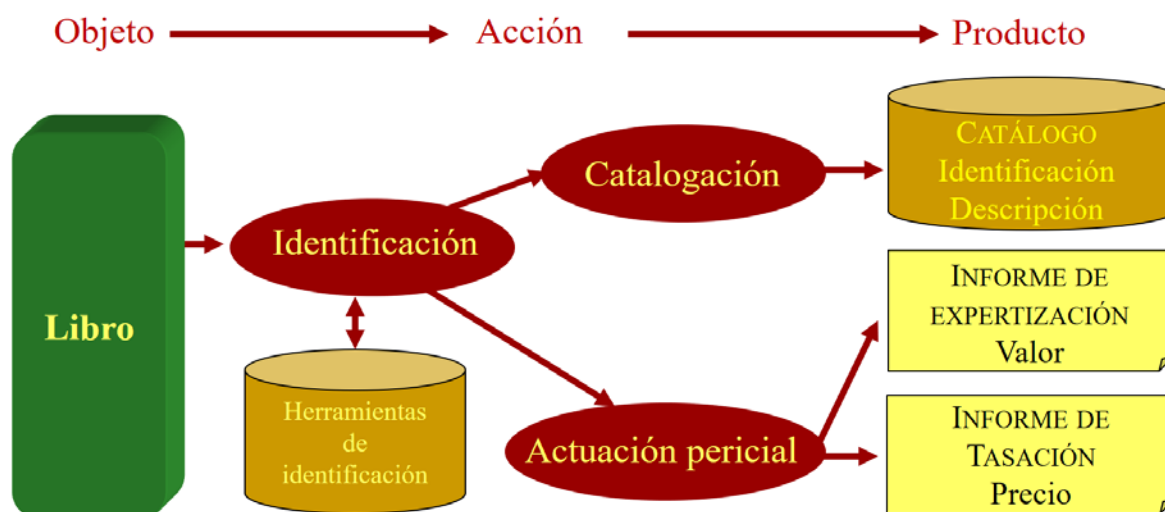 Objeto Acción Producto
Libro
Identificación
Herramientas
de
identificación
Catalogación
Actuación pericial
CATÁLOGO
Identificación
Descripción
INFORME DE
EXPERTIZACIÓN
Valor
INFORME DE
TASACIÓN
Precio